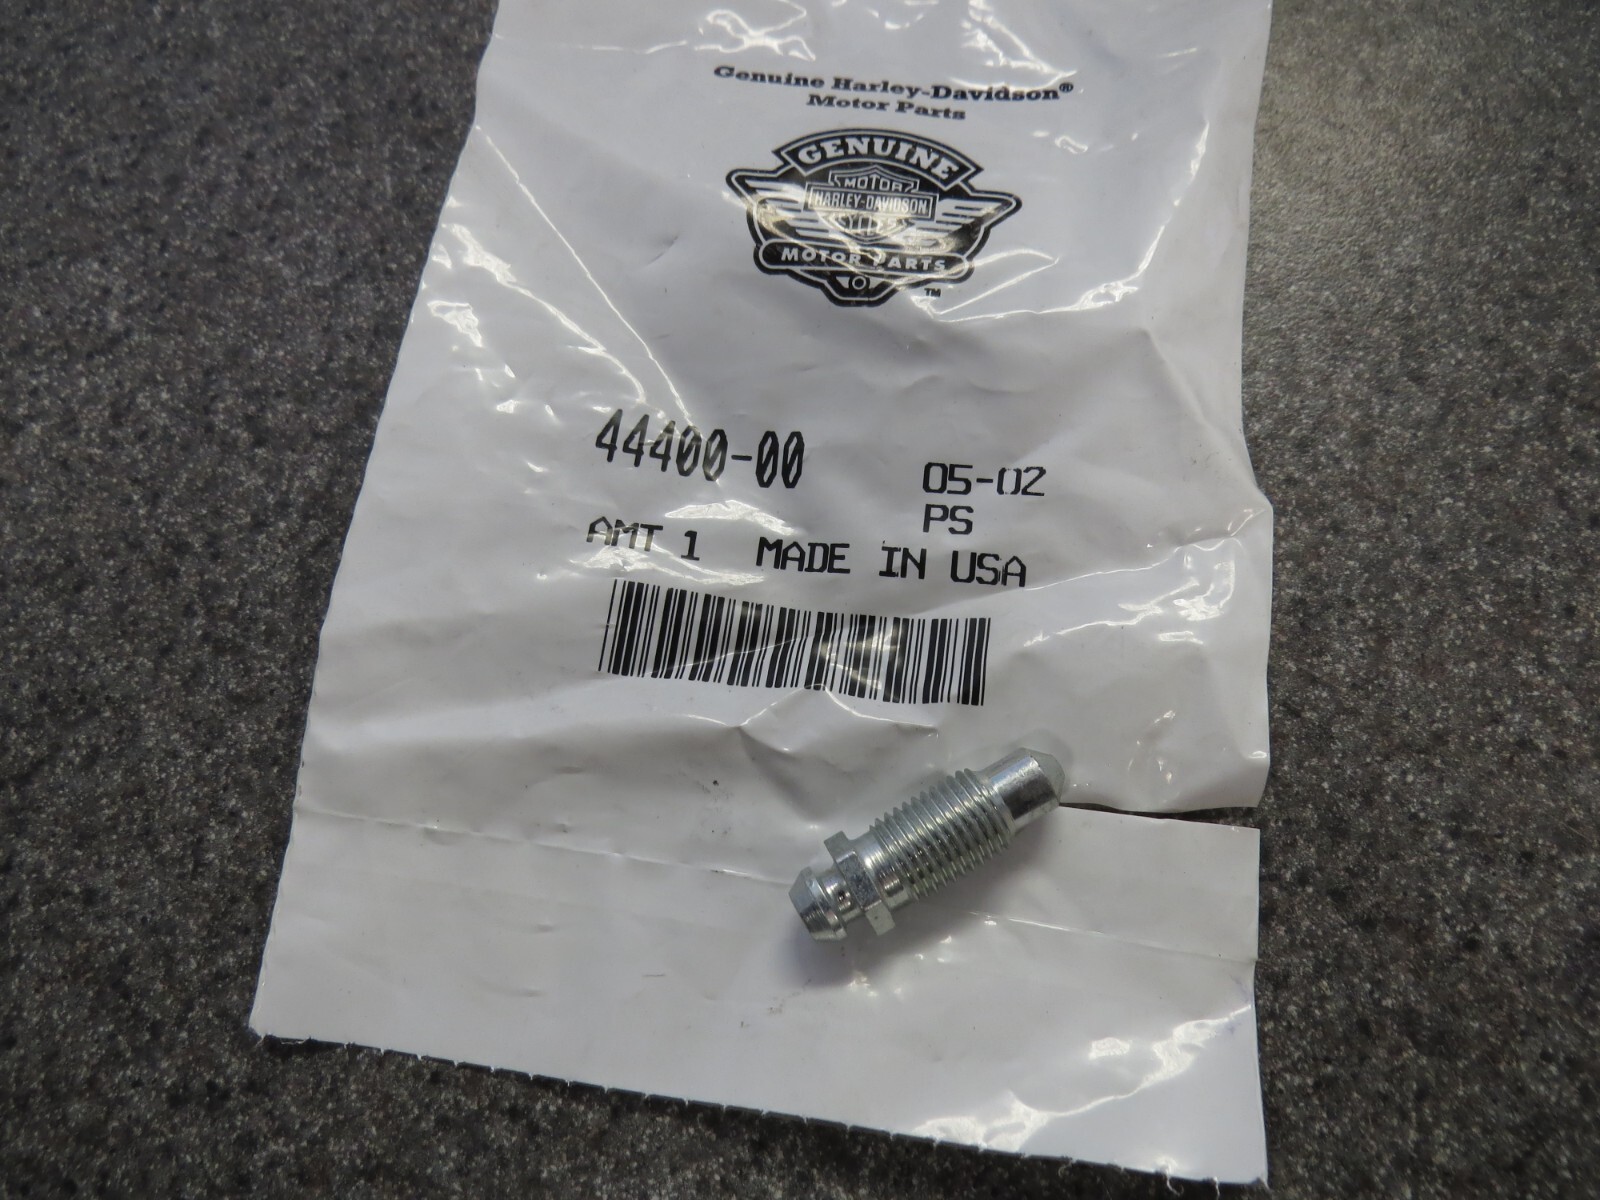 Genuine Harley-Davidson®
Motor Parts
GENUINE
MOTOR
HARLEY-DAVIDSON
CYCLES
MOTOR PARTS
™
44400-00
05-02
PS
AMT 1 MADE IN USA